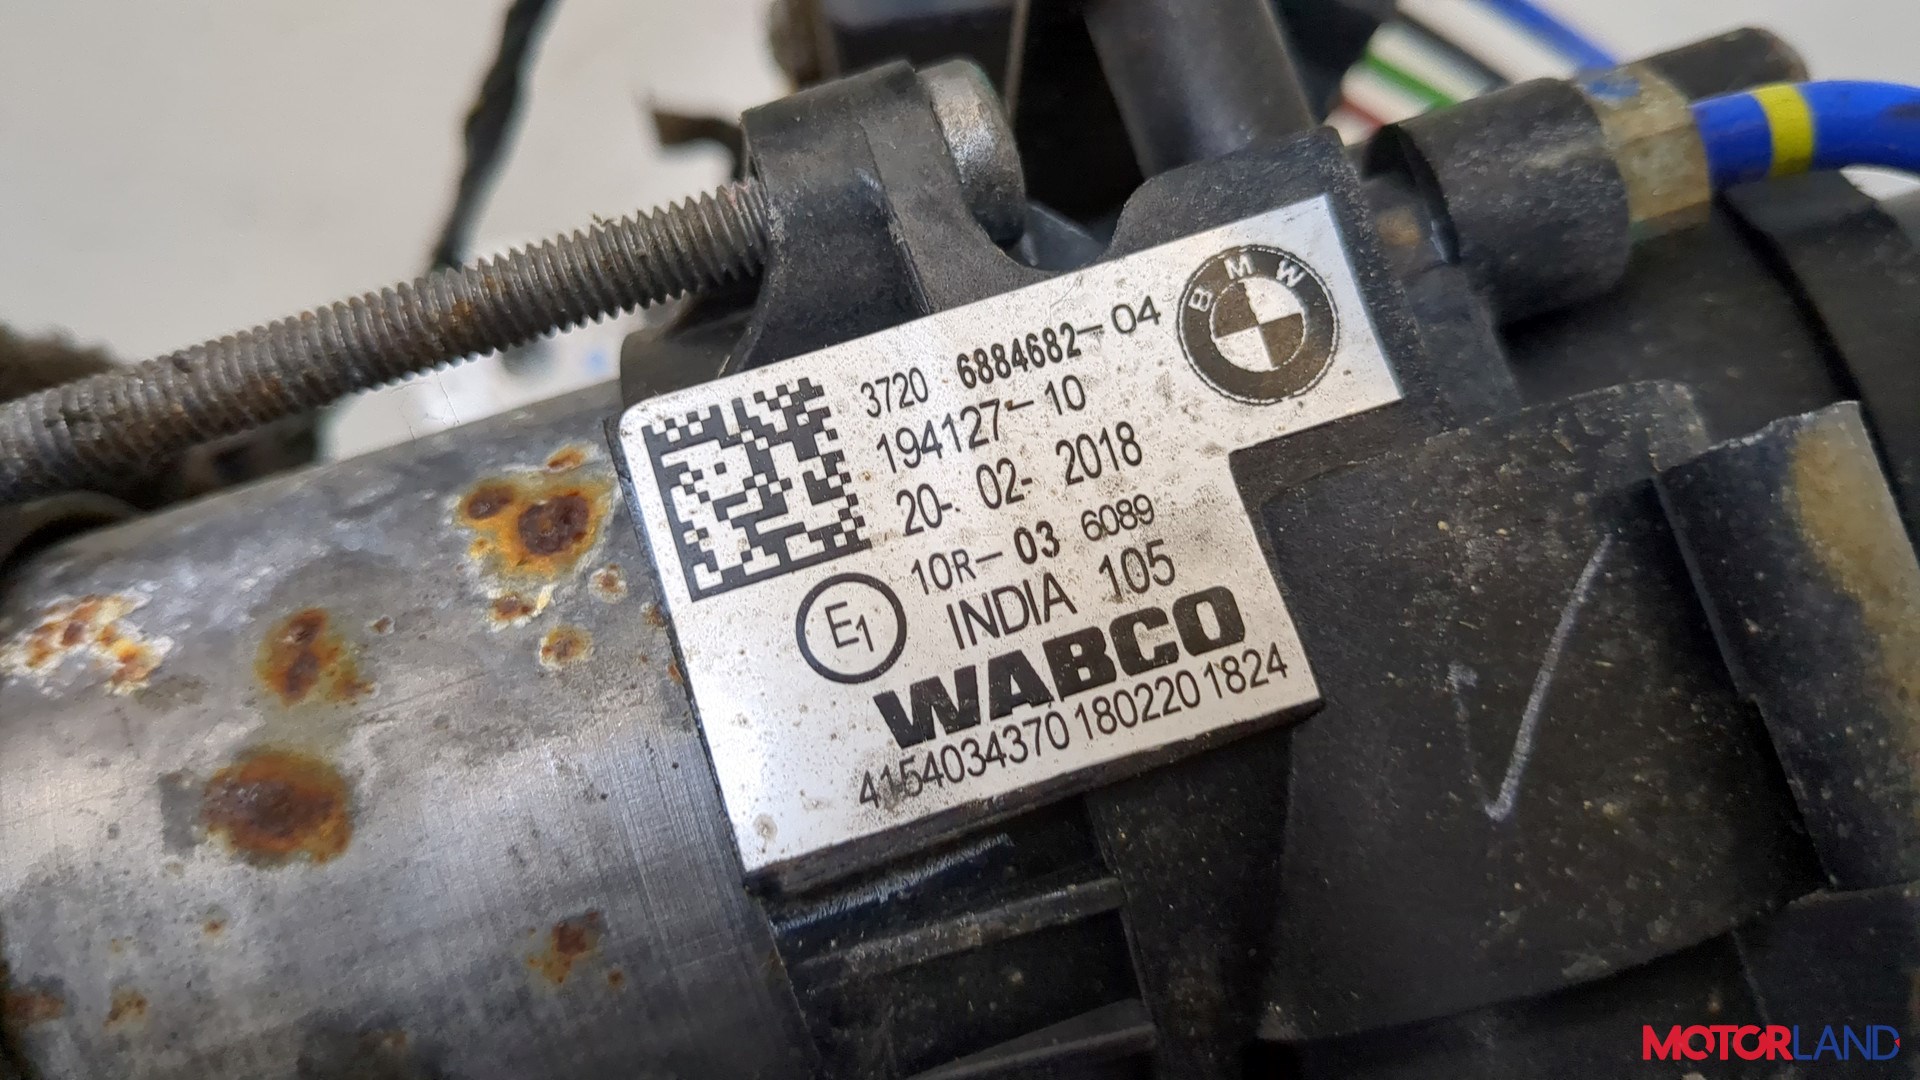 BMW
3720 6884682-04
194127-10
20-02-2018
10R-03 6089
E1
INDIA 105
WABCO
4154034370 180220 1824
MOTORLAND